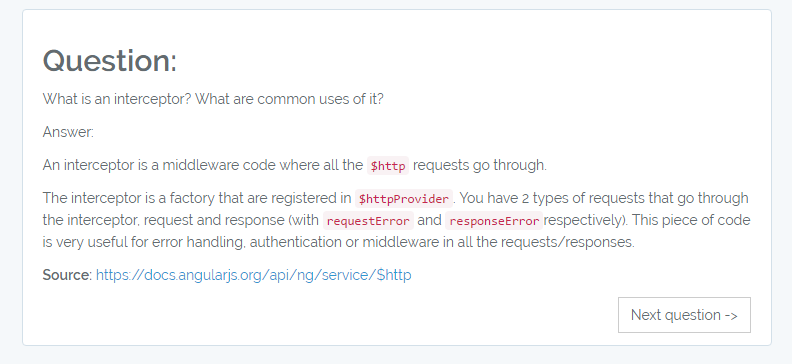 Question:
What is an interceptor? What are common uses of it?
Answer:
An interceptor is a middleware code where all the $http requests go through.
The interceptor is a factory that are registered in $httpProvider. You have 2 types of requests that go through
the interceptor, request and response (with requestError and responseError respectively). This piece of code
is very useful for error handling, authentication or middleware in all the requests/responses.
Source: https://docs.angularjs.org/api/ng/service/$http
Next question ->